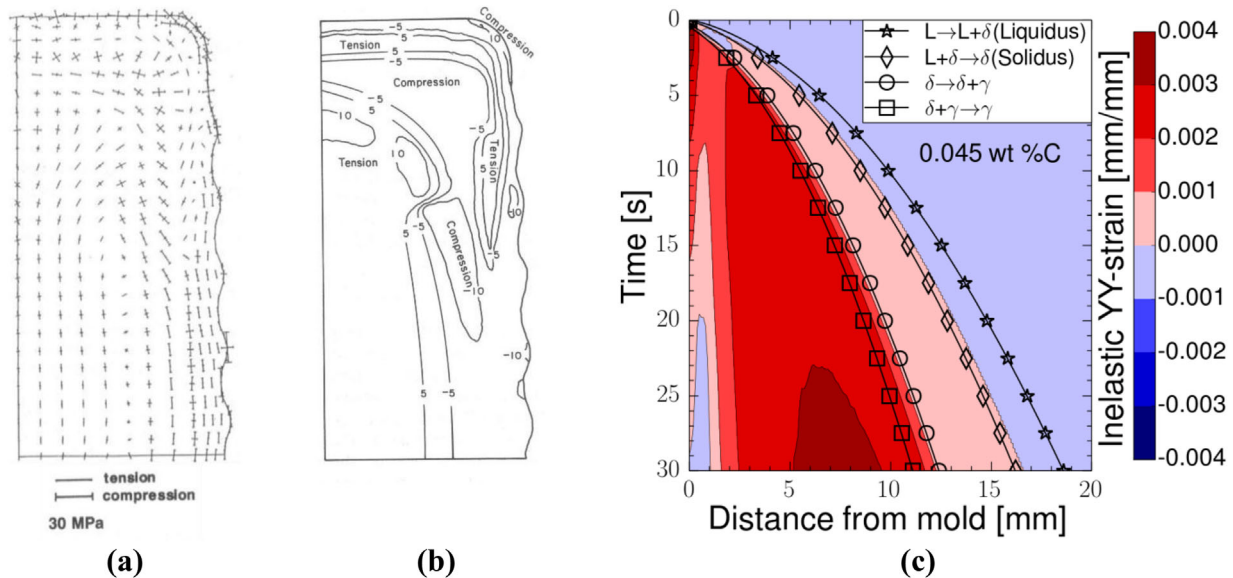 tension
compression
30 MPa
(a)
-5
5
-5
Tension
Compression
Compression
-5
5
10
Tension
10
-5
5
Tension
10
5
-5
-5
Compression
-10
-10
5
-5
(b)
0
5
10
15
20
25
30
Time [s]
0
5
10
15
20
Distance from mold [mm]
L→L+δ(Liquidus)
L+δ→δ(Solidus)
δ→δ+γ
δ+γ→γ
0.045 wt %C
Inelastic YY-strain [mm/mm]
0.004
0.003
0.002
0.001
0.000
-0.001
-0.002
-0.003
-0.004
(c)